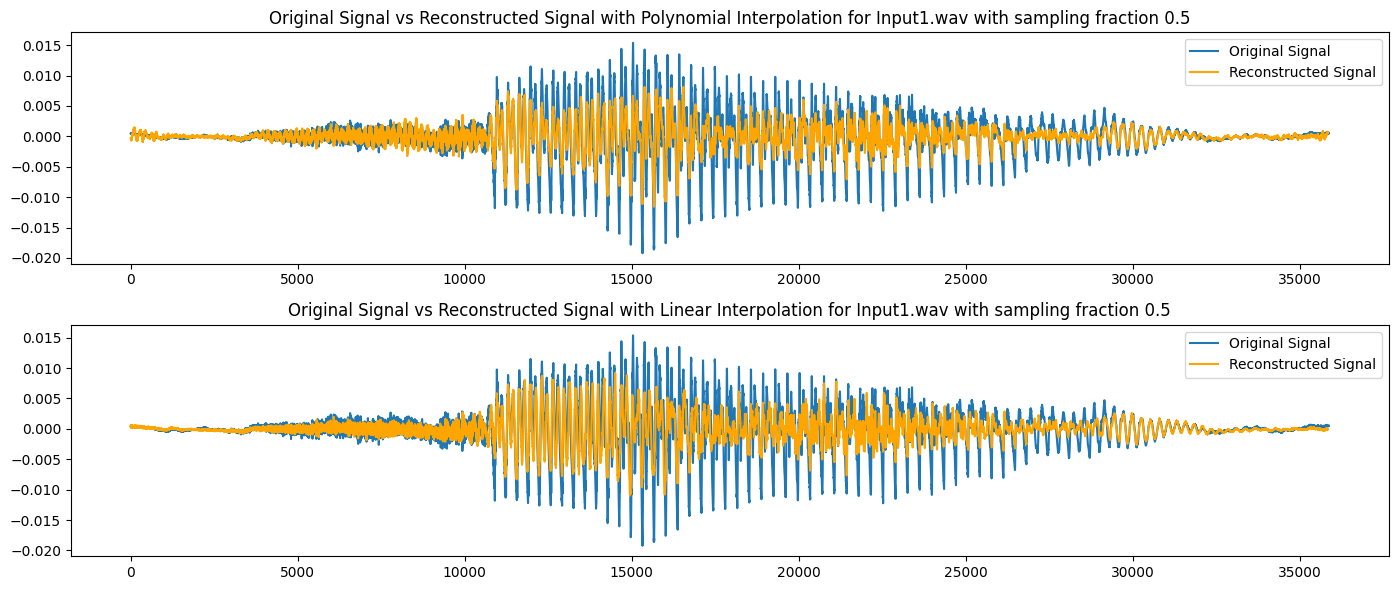 Original Signal vs Reconstructed Signal with Polynomial Interpolation for Input1.wav with sampling fraction 0.5
0.015
0.010
0.005
0.000
−0.005
−0.010
−0.015
−0.020
Original Signal
Reconstructed Signal
0 5000 10000 15000 20000 25000 30000 35000
Original Signal vs Reconstructed Signal with Linear Interpolation for Input1.wav with sampling fraction 0.5
0.015
0.010
0.005
0.000
−0.005
−0.010
−0.015
−0.020
Original Signal
Reconstructed Signal
0 5000 10000 15000 20000 25000 30000 35000